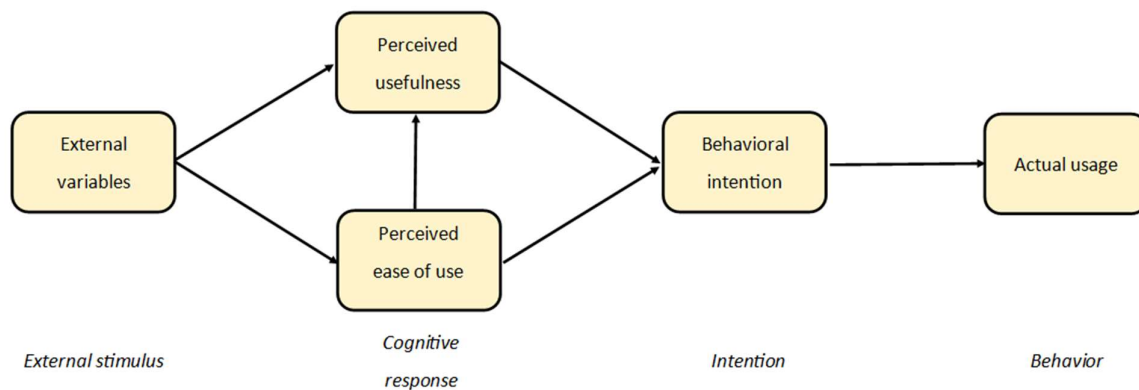 Perceived
usefulness
External
variables
Behavioral
intention
Actual usage
Perceived
ease of use
External stimulus
Cognitive
response
Intention
Behavior